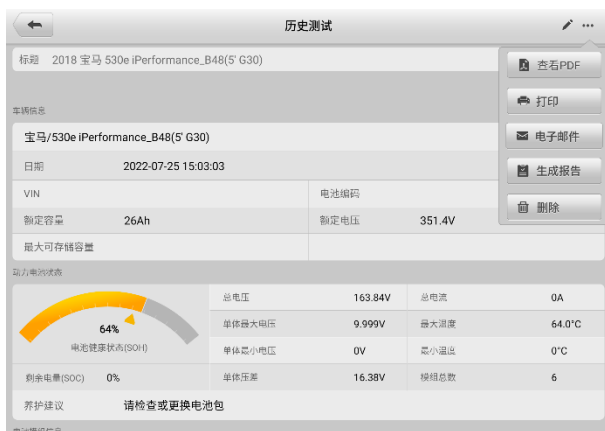 历史测试
标题 2018 宝马 530e iPerformance_B48(5' G30)
查看PDF
打印
电子邮件
生成报告
删除
车辆信息
宝马/530e iPerformance_B48(5' G30)
日期 2022-07-25 15:03:03
VIN 电池编码
额定容量 26Ah 额定电压 351.4V
最大可存储容量
动力电池状态
64%
电池健康状态(SOH)
总电压 163.84V 总电流 0A
单体最大电压 9.999V 最大温度 64.0°C
单体最小电压 0V 最小温度 0°C
剩余电量(SOC) 0% 单体压差 16.38V 模组总数 6
养护建议 请检查或更换电池包